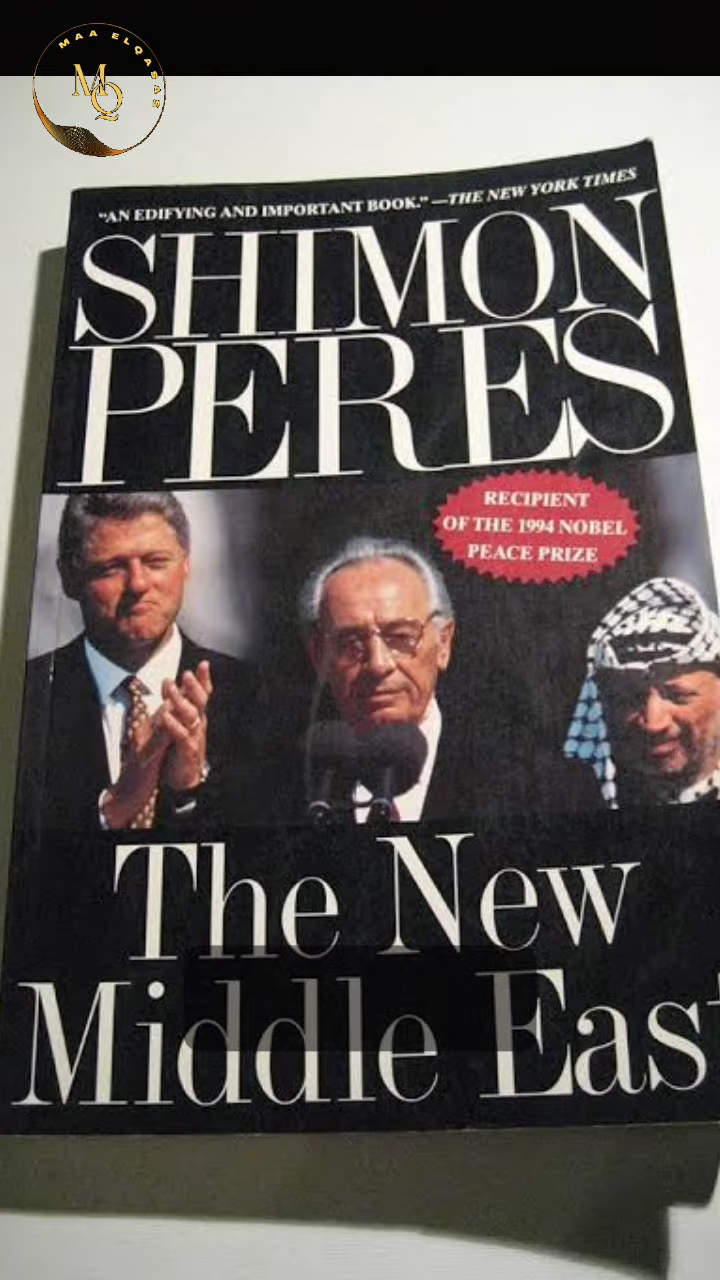 MAA ELQASAS
MQ
“AN EDIFYING AND IMPORTANT BOOK.” —THE NEW YORK TIMES
SHIMON
PERES
RECIPIENT
OF THE 1994 NOBEL
PEACE PRIZE
The New
Middle East